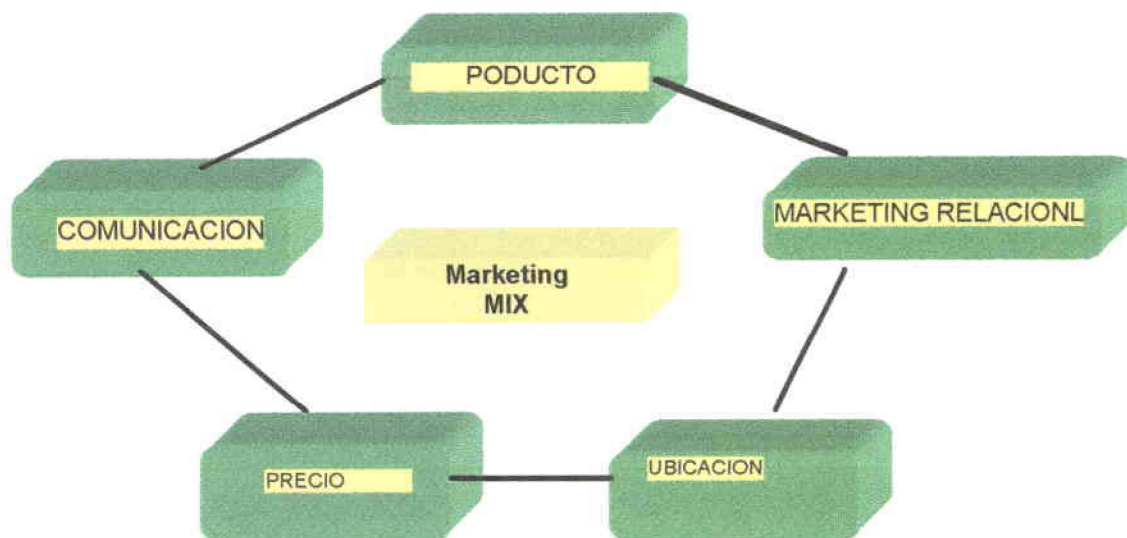 PODUCTO
COMUNICACION
MARKETING RELACIONL
Marketing
MIX
PRECIO
UBICACION